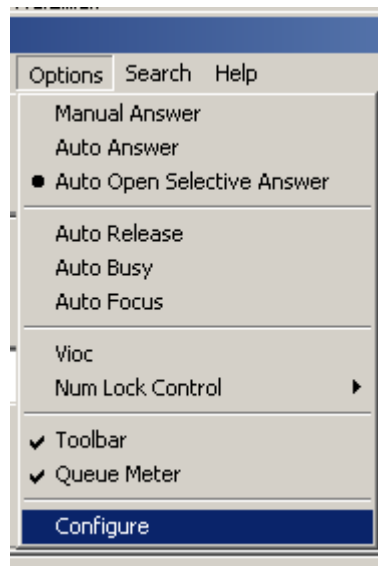 Options Search Help
Manual Answer
Auto Answer
Auto Open Selective Answer
Auto Release
Auto Busy
Auto Focus
Vioc
Num Lock Control
Toolbar
Queue Meter
Configure